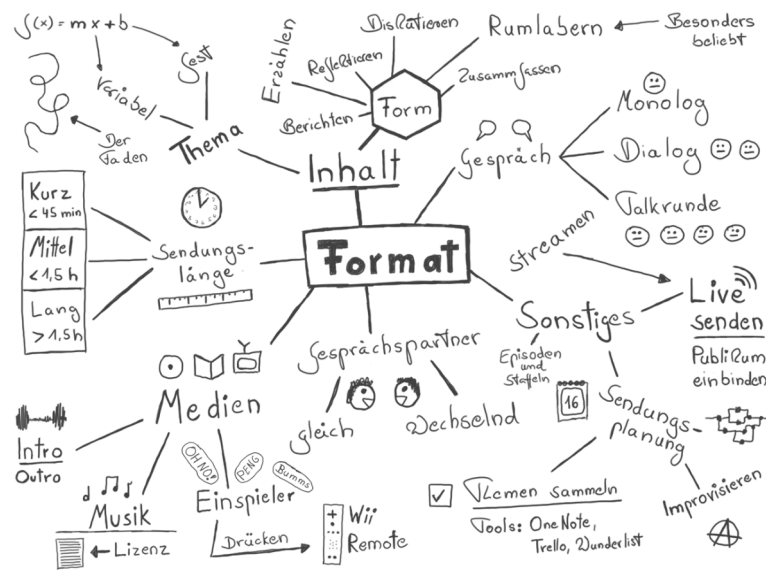 f(x) = mx + b
fest
variabel
Der
Faden
Thema
Erzählen
Diskutieren
Reflektieren
Berichten
Form
Rumlabern
Besonders
beliebt
Zusammfassen
Inhalt
Gespräch
Monolog
Dialog
Talkrunde
Kurz
< 45 min
Mittel
< 1,5 h
Lang
> 1,5 h
Sendungs-
länge
Format
Streamen
Live
senden
Publikum
einbinden
Sonstiges
Episoden
und
Staffeln
16
Sendungs-
planung
Improvisieren
A
Themen sammeln
Tools: OneNote,
Trello, Wunderlist
Gesprächspartner
gleich
Wechselnd
Medien
Intro
Outro
Musik
Lizenz
OH NO!
PENG
Bumms
Einspieler
Drücken
Wii
Remote